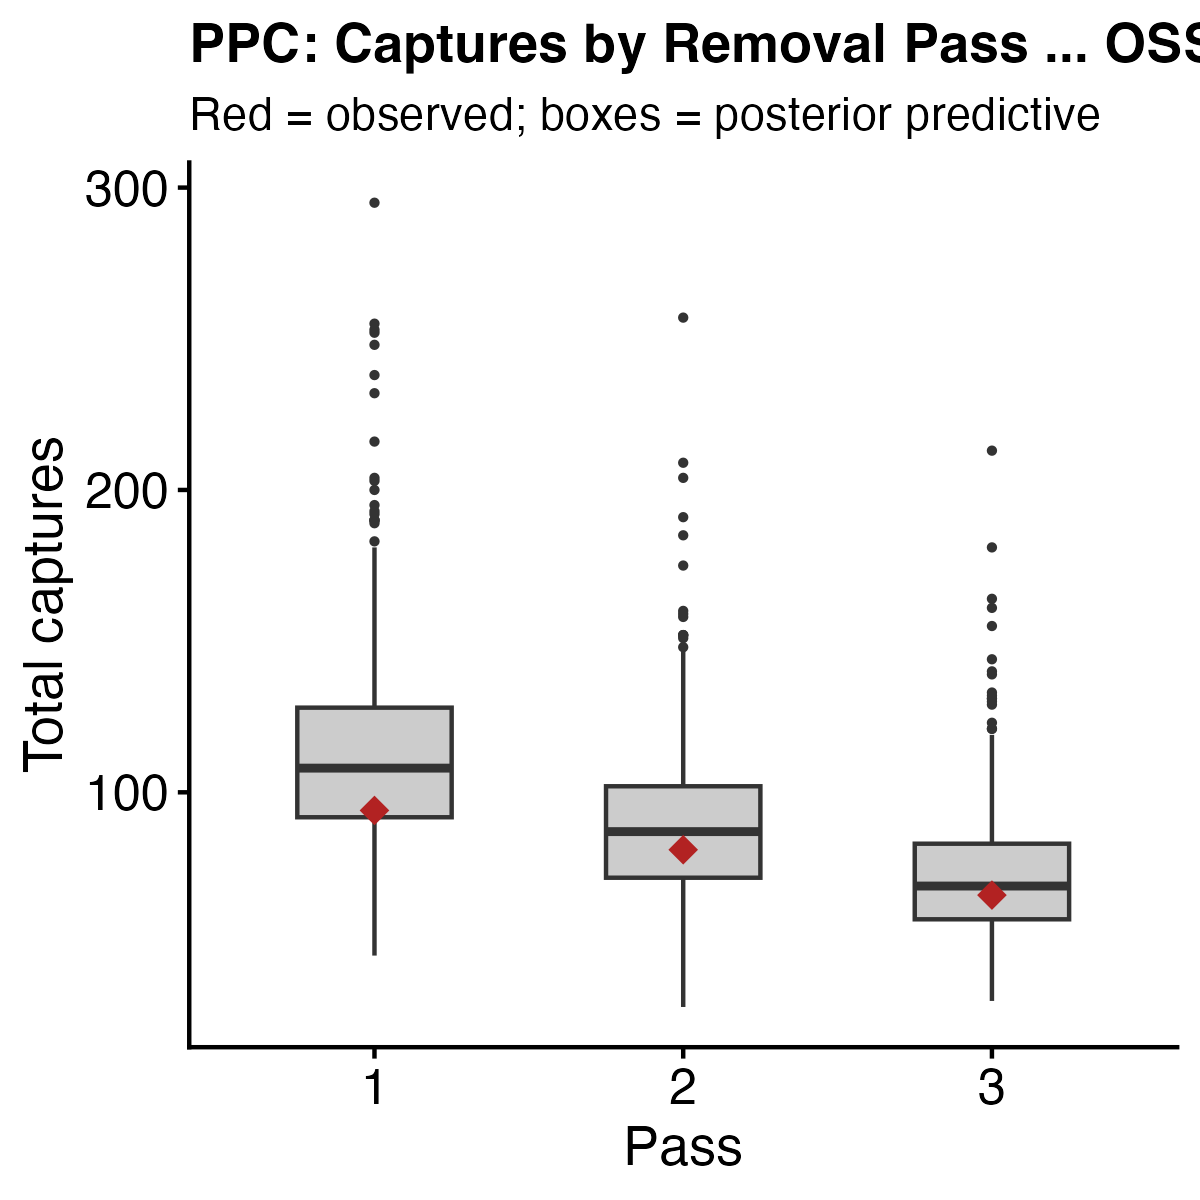 PPC: Captures by Removal Pass ... OSS
Red = observed; boxes = posterior predictive
300
200
100
Total captures
1 2 3
Pass